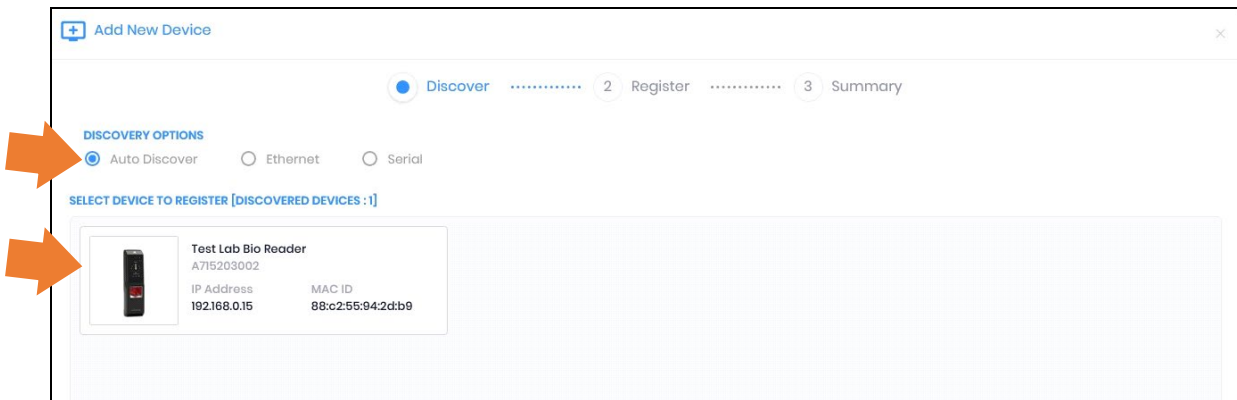 Add New Device
Discover 2 Register 3 Summary
DISCOVERY OPTIONS
Auto Discover Ethernet Serial
SELECT DEVICE TO REGISTER [DISCOVERED DEVICES : 1]
Test Lab Bio Reader
A715203002
IP Address MAC ID
192.168.0.15 88:c2:55:94:2d:b9